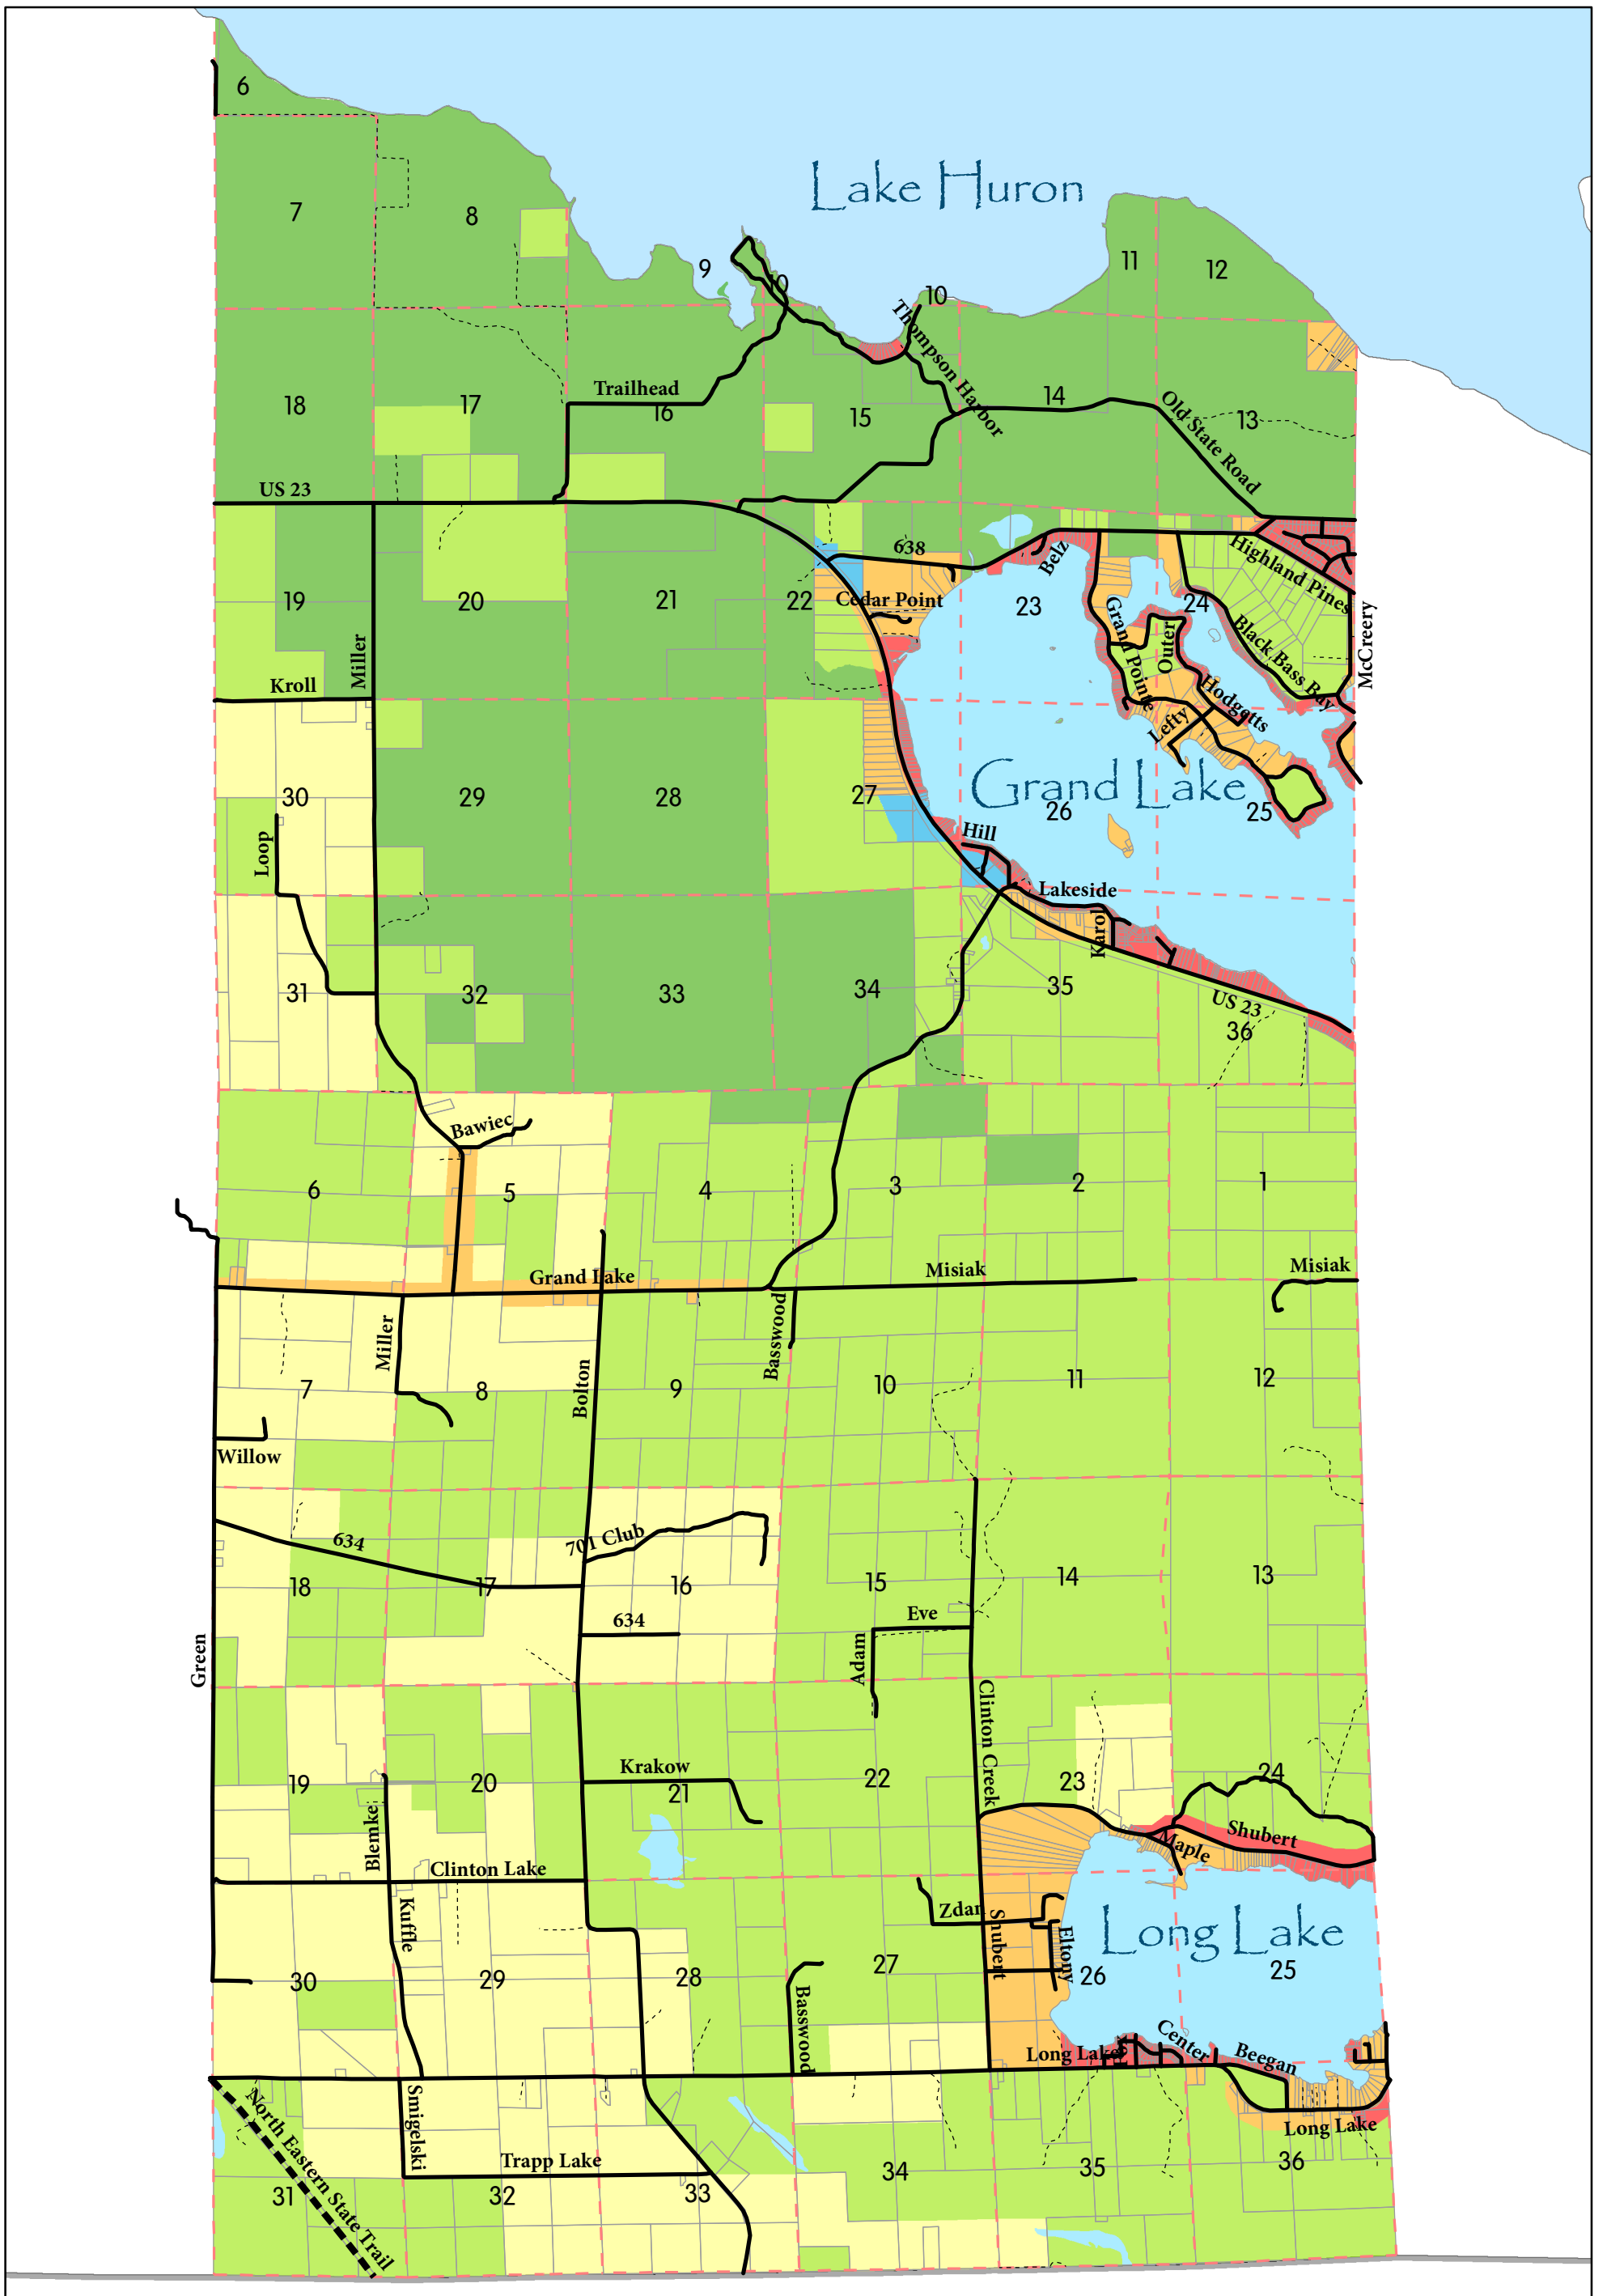 6
Lake Huron
7
8
9
10
10
11
12
Thompson Harbor
Trailhead
18
17
16
15
14
Old State Road
13
US 23
638
Belz
Highland Pines
19
20
21
22
Cedar Point
23
Grand Pointe
Outer
24
Black Bass Bay
McCreery
Miller
Kroll
Hodgetts
Lefty
Grand Lake
30
29
28
27
26
25
Loop
Hill
Lakeside
Karol
31
32
33
34
35
US 23
36
Bawiec
6
5
4
3
2
1
Grand Lake
Misiak
Misiak
Miller
Bolton
Basswood
7
8
9
10
11
12
Willow
634
701 Club
18
17
16
15
14
13
634
Eve
Adam
Green
Clinton Creek
Krakow
19
20
21
22
23
24
Blemke
Maple
Shubert
Clinton Lake
Kuffle
Zdan
Shubert
Eltony
Long Lake
30
29
28
27
26
25
Basswood
Long Lake
Center
Beegan
Smigelski
North Eastern State Trail
Long Lake
Trapp Lake
31
32
33
34
35
36